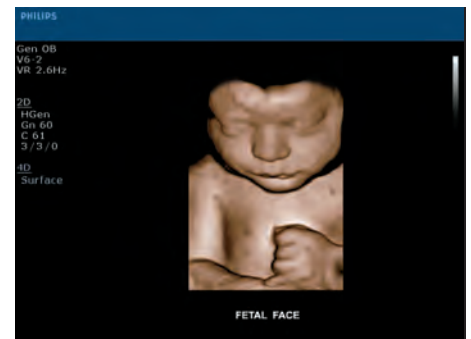 PHILIPS
Gen OB
V6-2
VR 2.6Hz
2D
HGen
Gn 60
C 61
3/3/0
4D
Surface
FETAL FACE